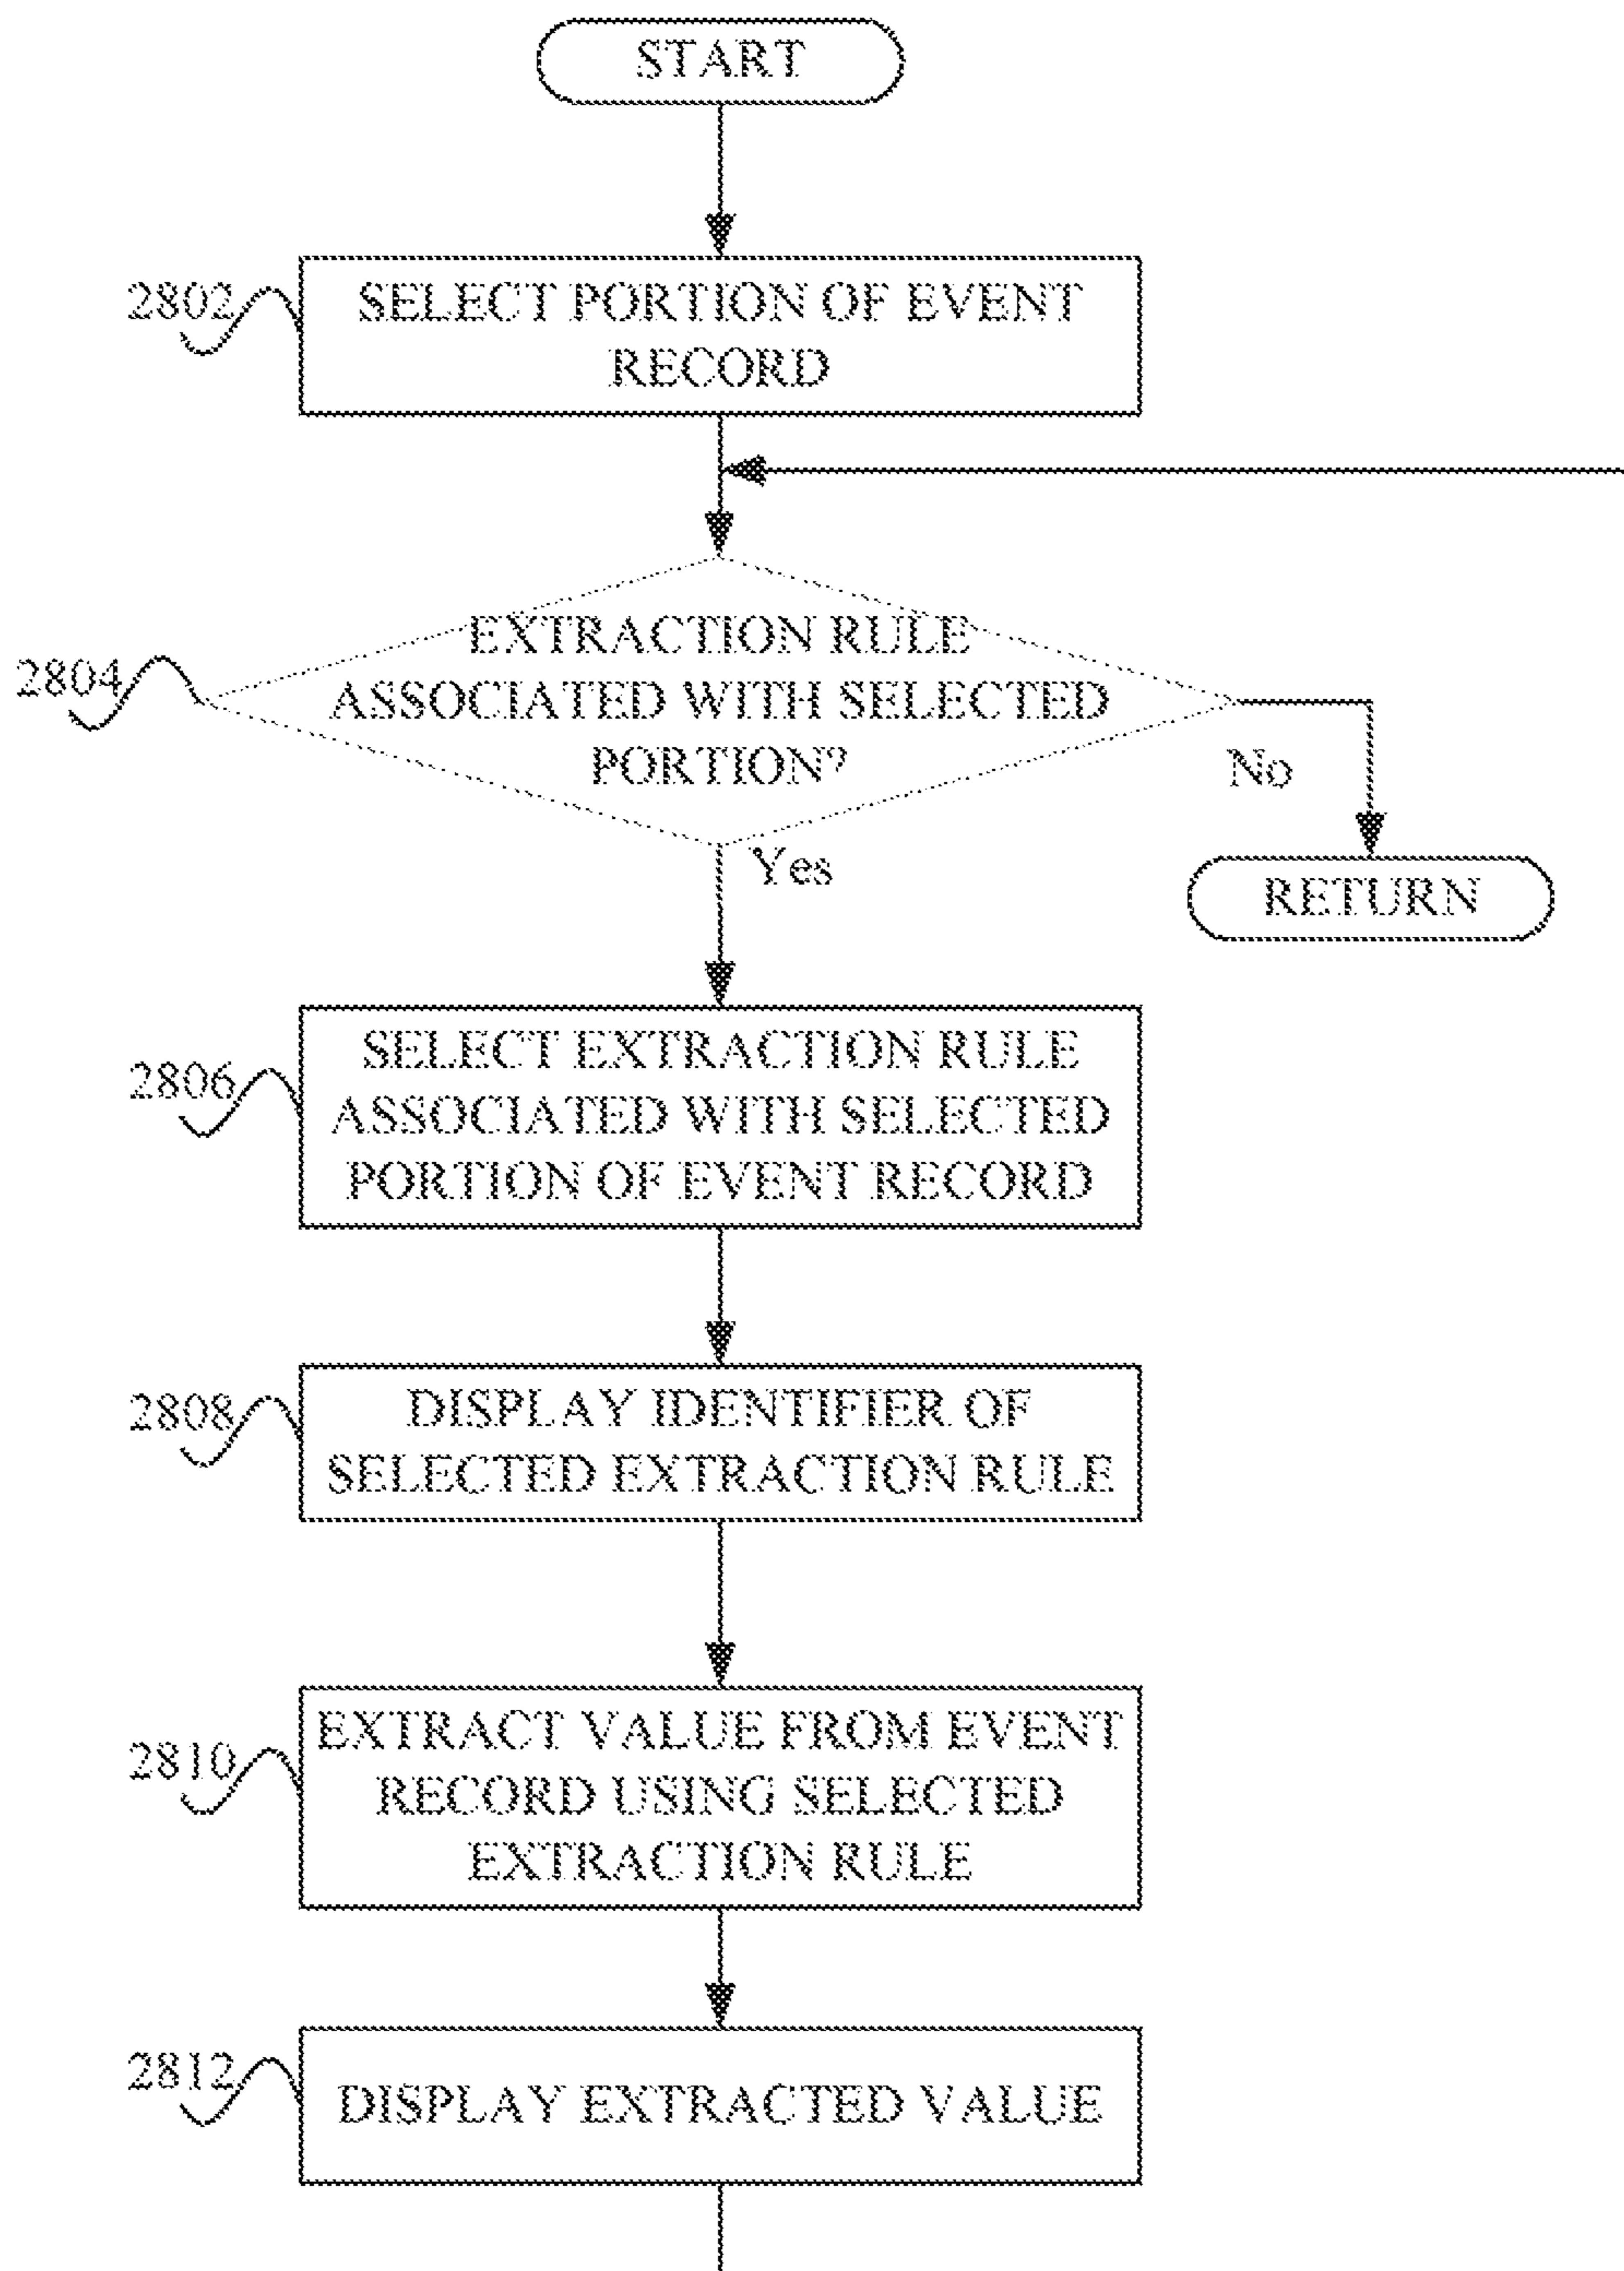 START
2802
SELECT PORTION OF EVENT
RECORD
2804
EXTRACTION RULE
ASSOCIATED WITH SELECTED
PORTION?
No
Yes
RETURN
2806
SELECT EXTRACTION RULE
ASSOCIATED WITH SELECTED
PORTION OF EVENT RECORD
2808
DISPLAY IDENTIFIER OF
SELECTED EXTRACTION RULE
2810
EXTRACT VALUE FROM EVENT
RECORD USING SELECTED
EXTRACTION RULE
2812
DISPLAY EXTRACTED VALUE